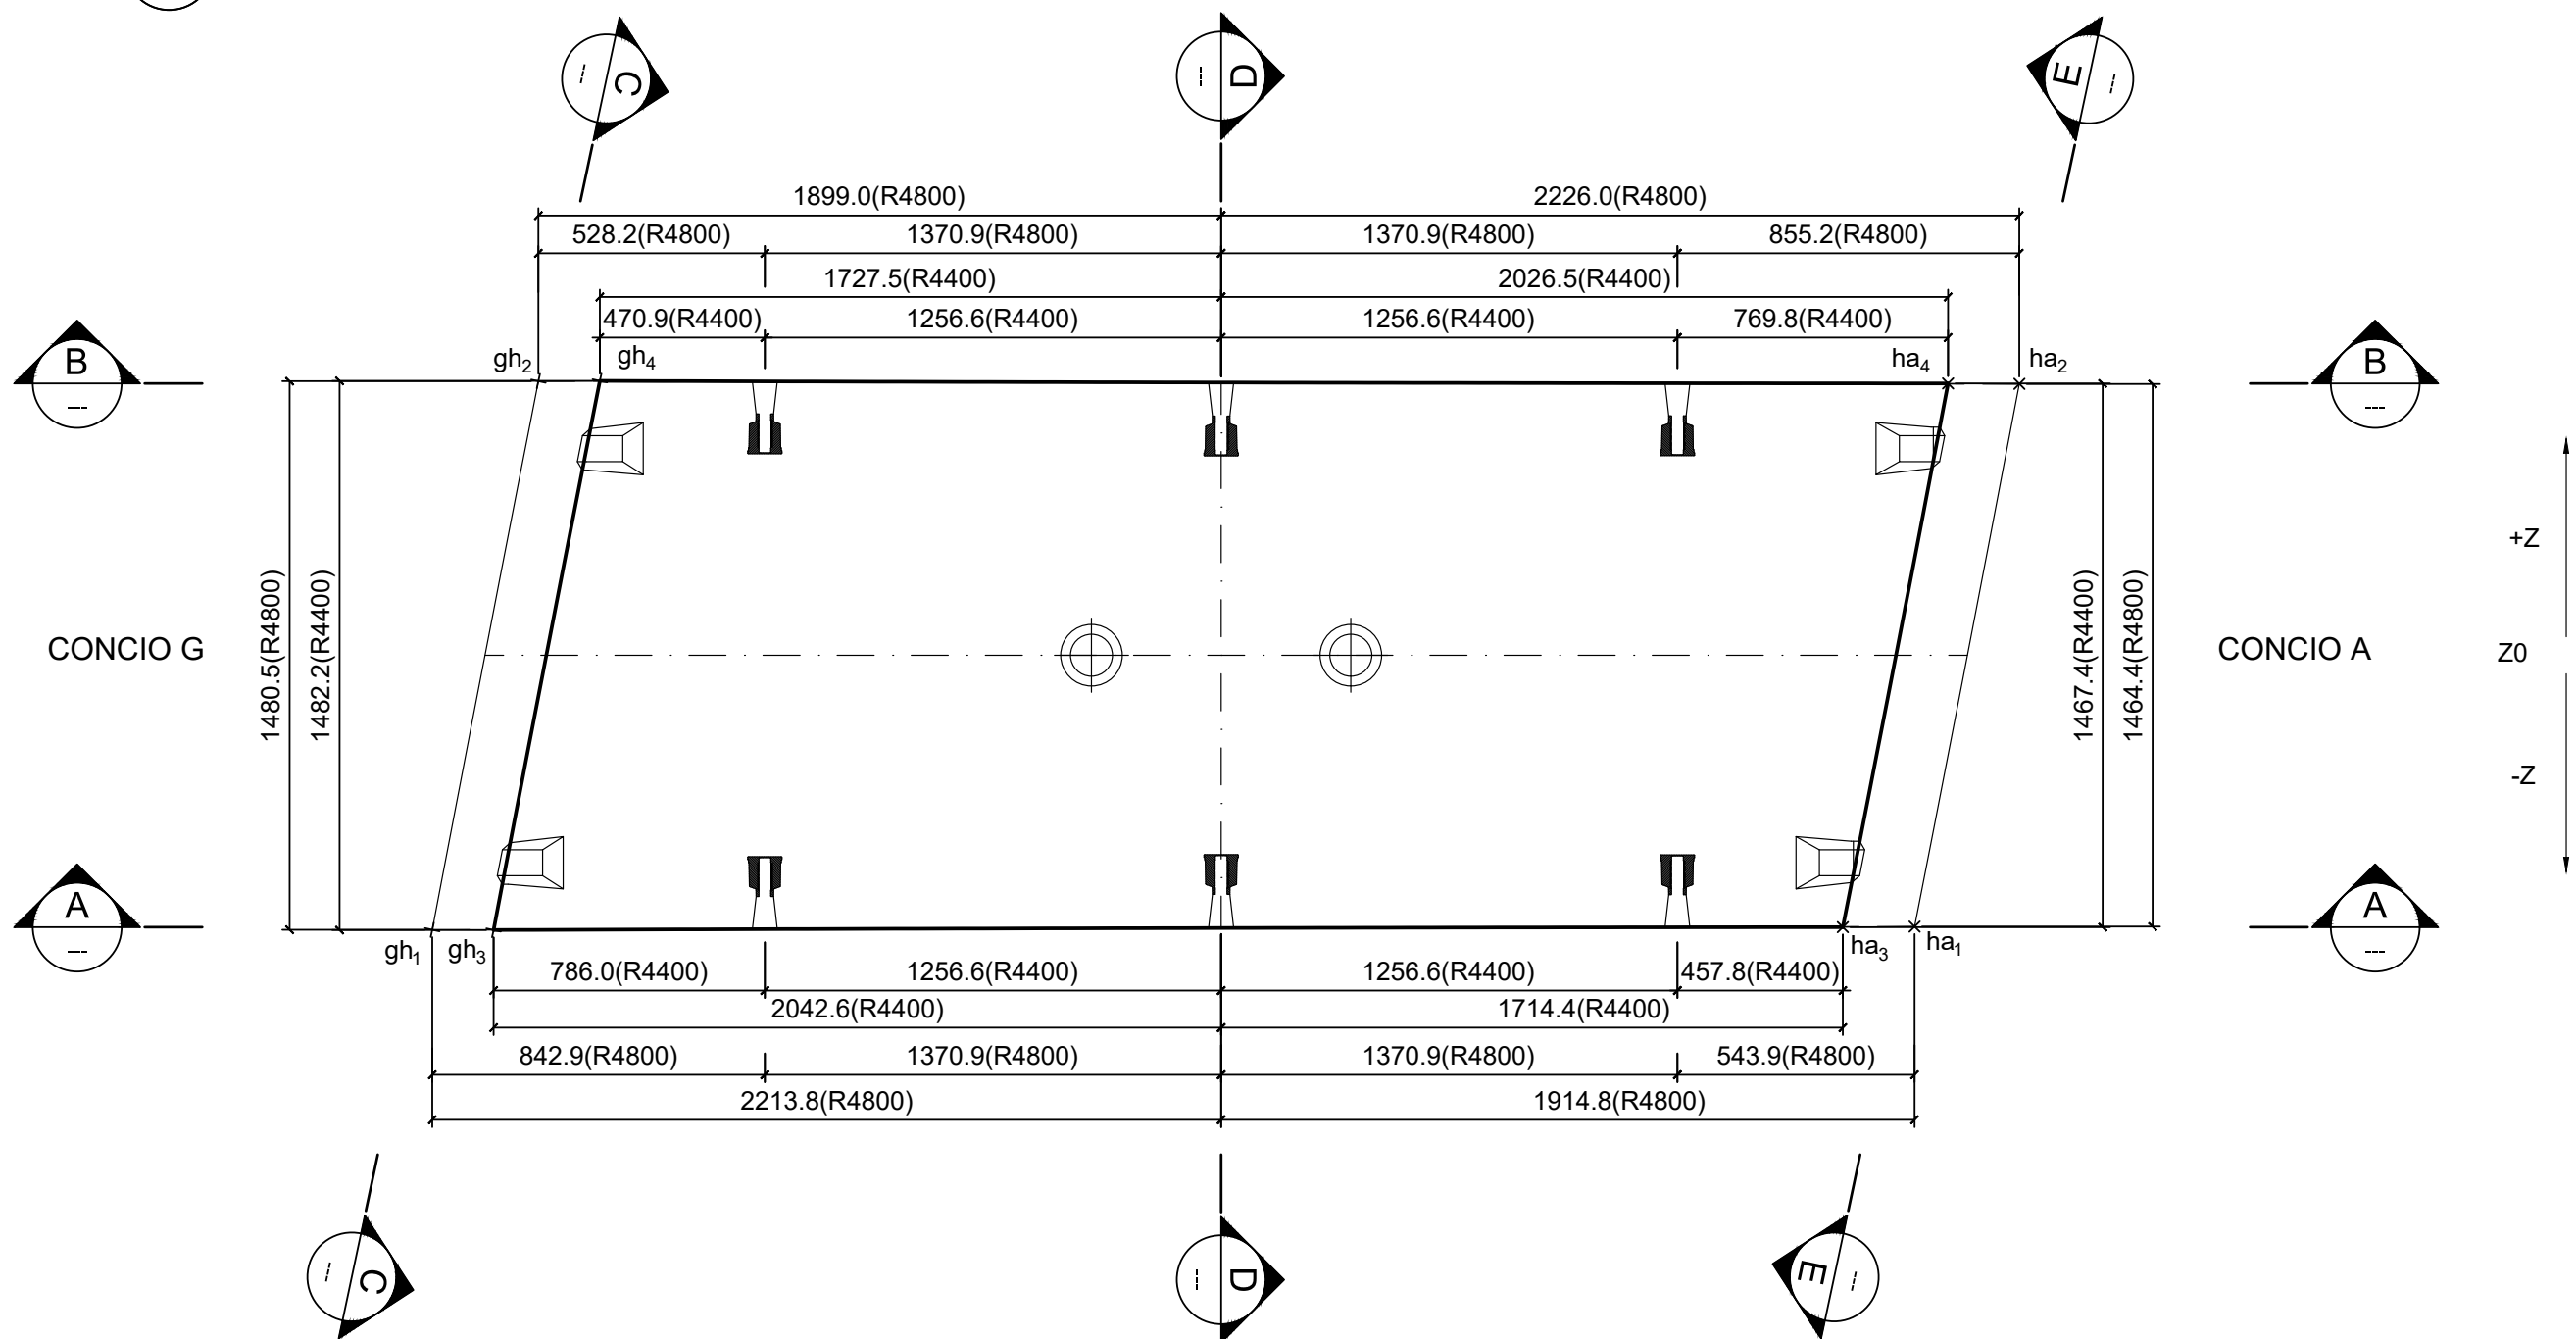 C
D
E
---
---
---
1899.0(R4800)
2226.0(R4800)
528.2(R4800)
1370.9(R4800)
1370.9(R4800)
855.2(R4800)
1727.5(R4400)
2026.5(R4400)
470.9(R4400)
1256.6(R4400)
1256.6(R4400)
769.8(R4400)
gh2
gh4
ha4
ha2
B
---
B
---
+Z
1480.5(R4800)
1482.2(R4400)
1467.4(R4400)
1464.4(R4800)
CONCIO G
CONCIO A
Z0
-Z
A
---
A
---
gh1
gh3
ha3
ha1
786.0(R4400)
1256.6(R4400)
1256.6(R4400)
457.8(R4400)
2042.6(R4400)
1714.4(R4400)
842.9(R4800)
1370.9(R4800)
1370.9(R4800)
543.9(R4800)
2213.8(R4800)
1914.8(R4800)
C
D
E
---
---
---